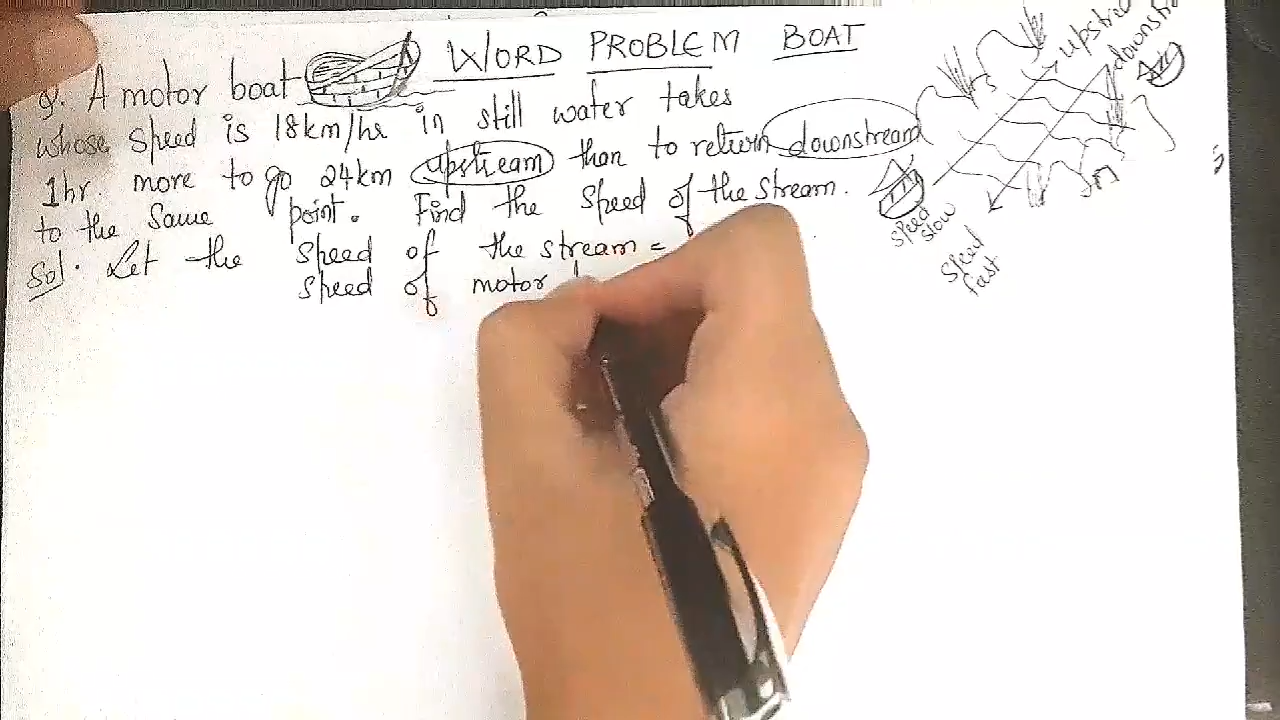 WORD PROBLEM BOAT
Q. A motor boat
whose speed is 18km/hr in still water takes
1hr more to go 24km upstream than to return downstream
to the same point. Find the speed of the stream.
Sol. Let the speed of the stream =
speed of motor
upstre
downstre
speed slow
speed fast